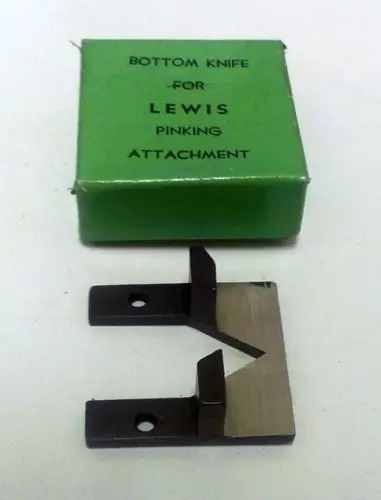 BOTTOM KNIFE
FOR
LEWIS
PINKING
ATTACHMENT